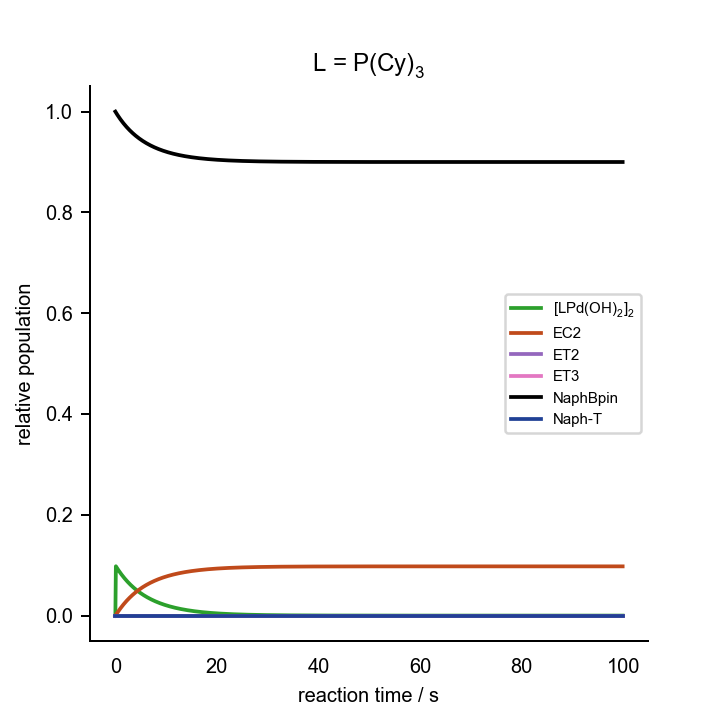 L = P(Cy)₃
relative population
1.0
0.8
0.6
0.4
0.2
0.0
[LPd(OH)₂]₂
EC2
ET2
ET3
NaphBpin
Naph-T
0 20 40 60 80 100
reaction time / s